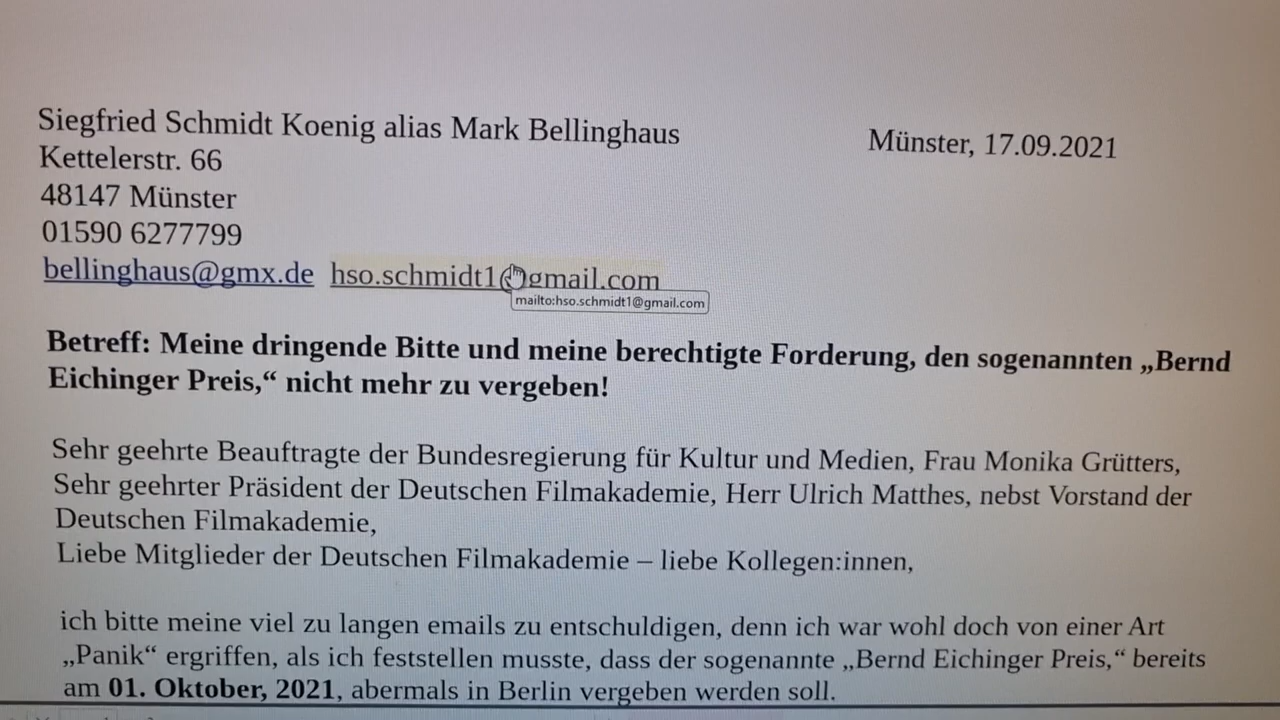 Siegfried Schmidt Koenig alias Mark Bellinghaus Münster, 17.09.2021
Kettelerstr. 66
48147 Münster
01590 6277799
bellinghaus@gmx.de hso.schmidt1@gmail.com
mailto:hso.schmidt1@gmail.com
Betreff: Meine dringende Bitte und meine berechtigte Forderung, den sogenannten „Bernd
Eichinger Preis,“ nicht mehr zu vergeben!
Sehr geehrte Beauftragte der Bundesregierung für Kultur und Medien, Frau Monika Grütters,
Sehr geehrter Präsident der Deutschen Filmakademie, Herr Ulrich Matthes, nebst Vorstand der
Deutschen Filmakademie,
Liebe Mitglieder der Deutschen Filmakademie – liebe Kollegen:innen,
ich bitte meine viel zu langen emails zu entschuldigen, denn ich war wohl doch von einer Art
„Panik“ ergriffen, als ich feststellen musste, dass der sogenannte „Bernd Eichinger Preis,“ bereits
am 01. Oktober, 2021, abermals in Berlin vergeben werden soll.